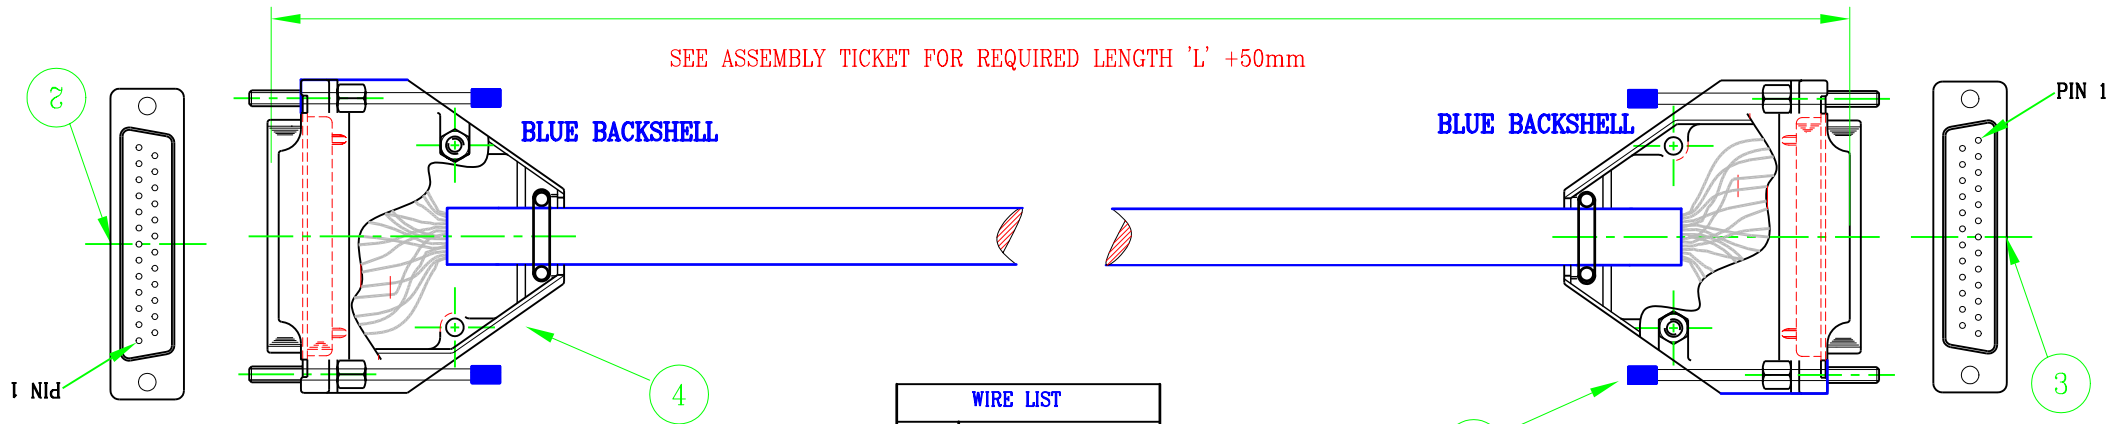 SEE ASSEMBLY TICKET FOR REQUIRED LENGTH 'L' +50mm
2
BLUE BACKSHELL
BLUE BACKSHELL
PIN 1
PIN 1
4
3
WIRE LIST